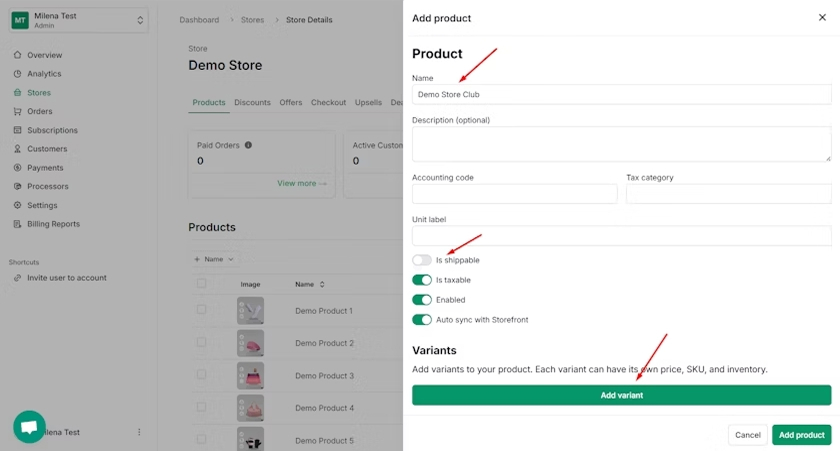 MT
Milena Test
Admin
Overview
Analytics
Stores
Orders
Subscriptions
Customers
Payments
Processors
Settings
Billing Reports
Shortcuts
Invite user to account
Milena Test
Dashboard > Stores > Store Details
Store
Demo Store
Products Discounts Offers Checkout Upsells
Paid Orders
0
View more →
Active Custom
0
Products
+ Name
Image Name
Demo Product 1
Demo Product 2
Demo Product 3
Demo Product 4
Demo Product 5
Add product
Product
Name
Demo Store Club
Description (optional)
Accounting code Tax category
Unit label
Is shippable
Is taxable
Enabled
Auto sync with Storefront
Variants
Add variants to your product. Each variant can have its own price, SKU, and inventory.
Add variant
Cancel Add product